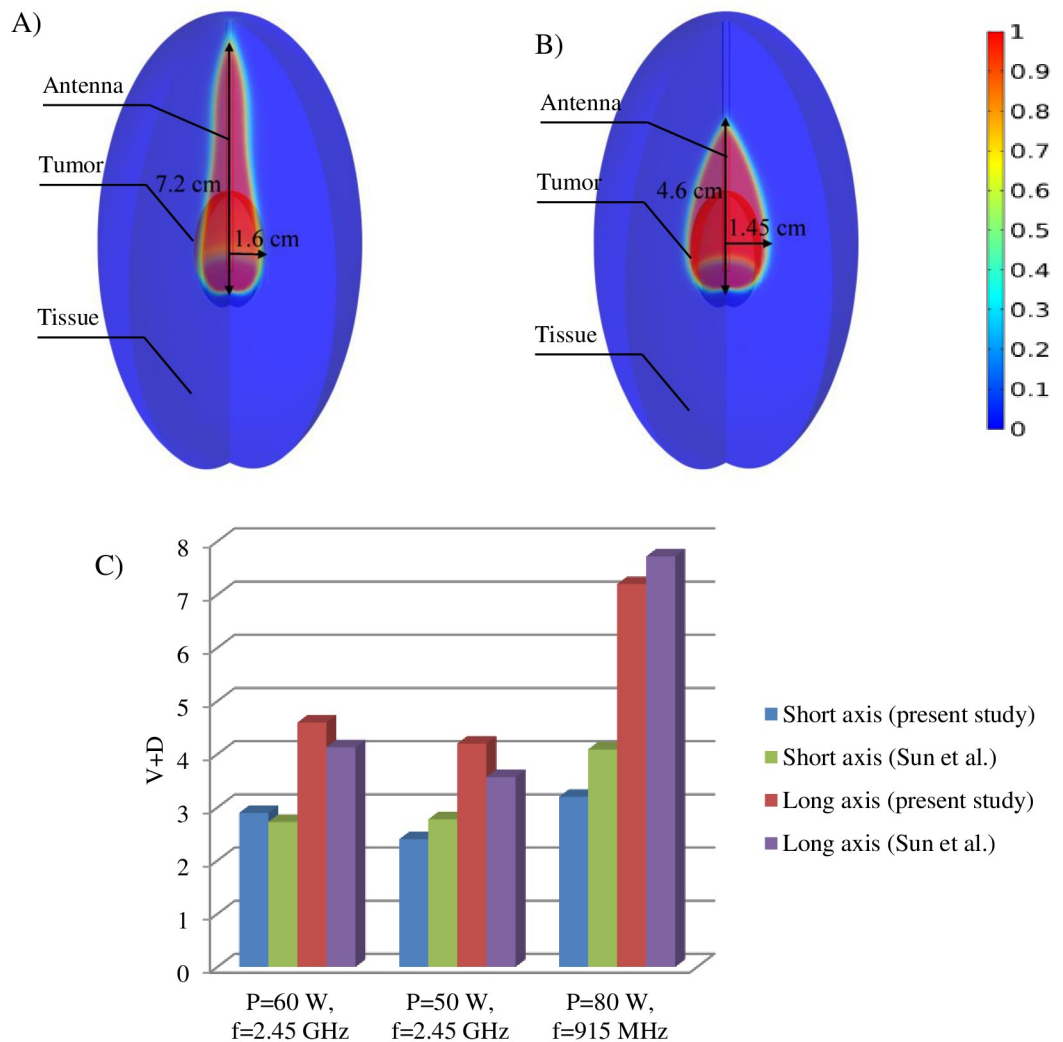 A)
Antenna
Tumor
7.2 cm
1.6 cm
Tissue
B)
Antenna
Tumor
4.6 cm
1.45 cm
Tissue
1
0.9
0.8
0.7
0.6
0.5
0.4
0.3
0.2
0.1
0
C)
V+D
8
7
6
5
4
3
2
1
0
P=60 W,
f=2.45 GHz
P=50 W,
f=2.45 GHz
P=80 W,
f=915 MHz
Short axis (present study)
Short axis (Sun et al.)
Long axis (present study)
Long axis (Sun et al.)